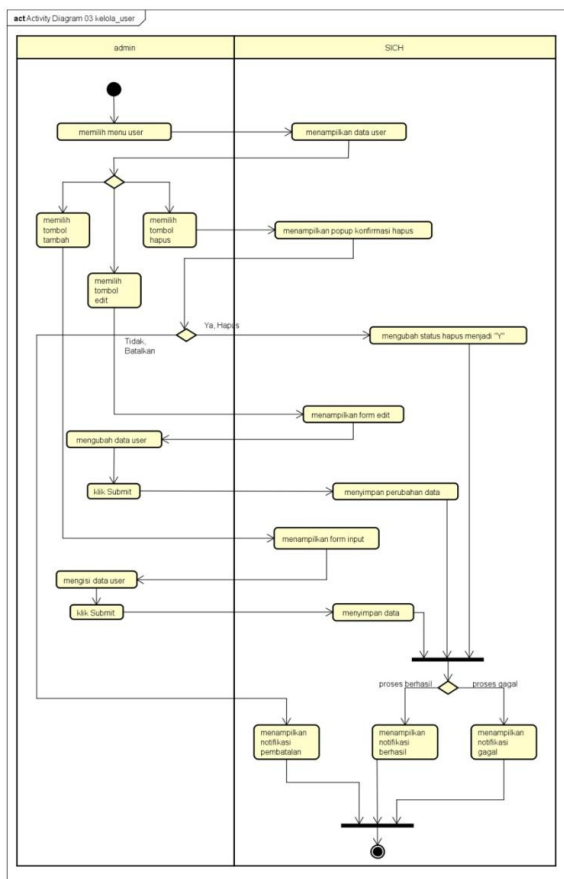 act Activity Diagram 03 kelola_user
admin
SICH
memilih menu user
menampilkan data user
memilih
tombol
tambah
memilih
tombol
hapus
menampilkan popup konfirmasi hapus
memilih
tombol
edit
Ya, Hapus
Tidak,
Batalkan
mengubah status hapus menjadi "Y"
menampilkan form edit
mengubah data user
klik Submit
menyimpan perubahan data
menampilkan form input
mengisi data user
klik Submit
menyimpan data
proses berhasil
proses gagal
menampilkan
notifikasi
pembatalan
menampilkan
notifikasi
berhasil
menampilkan
notifikasi
gagal